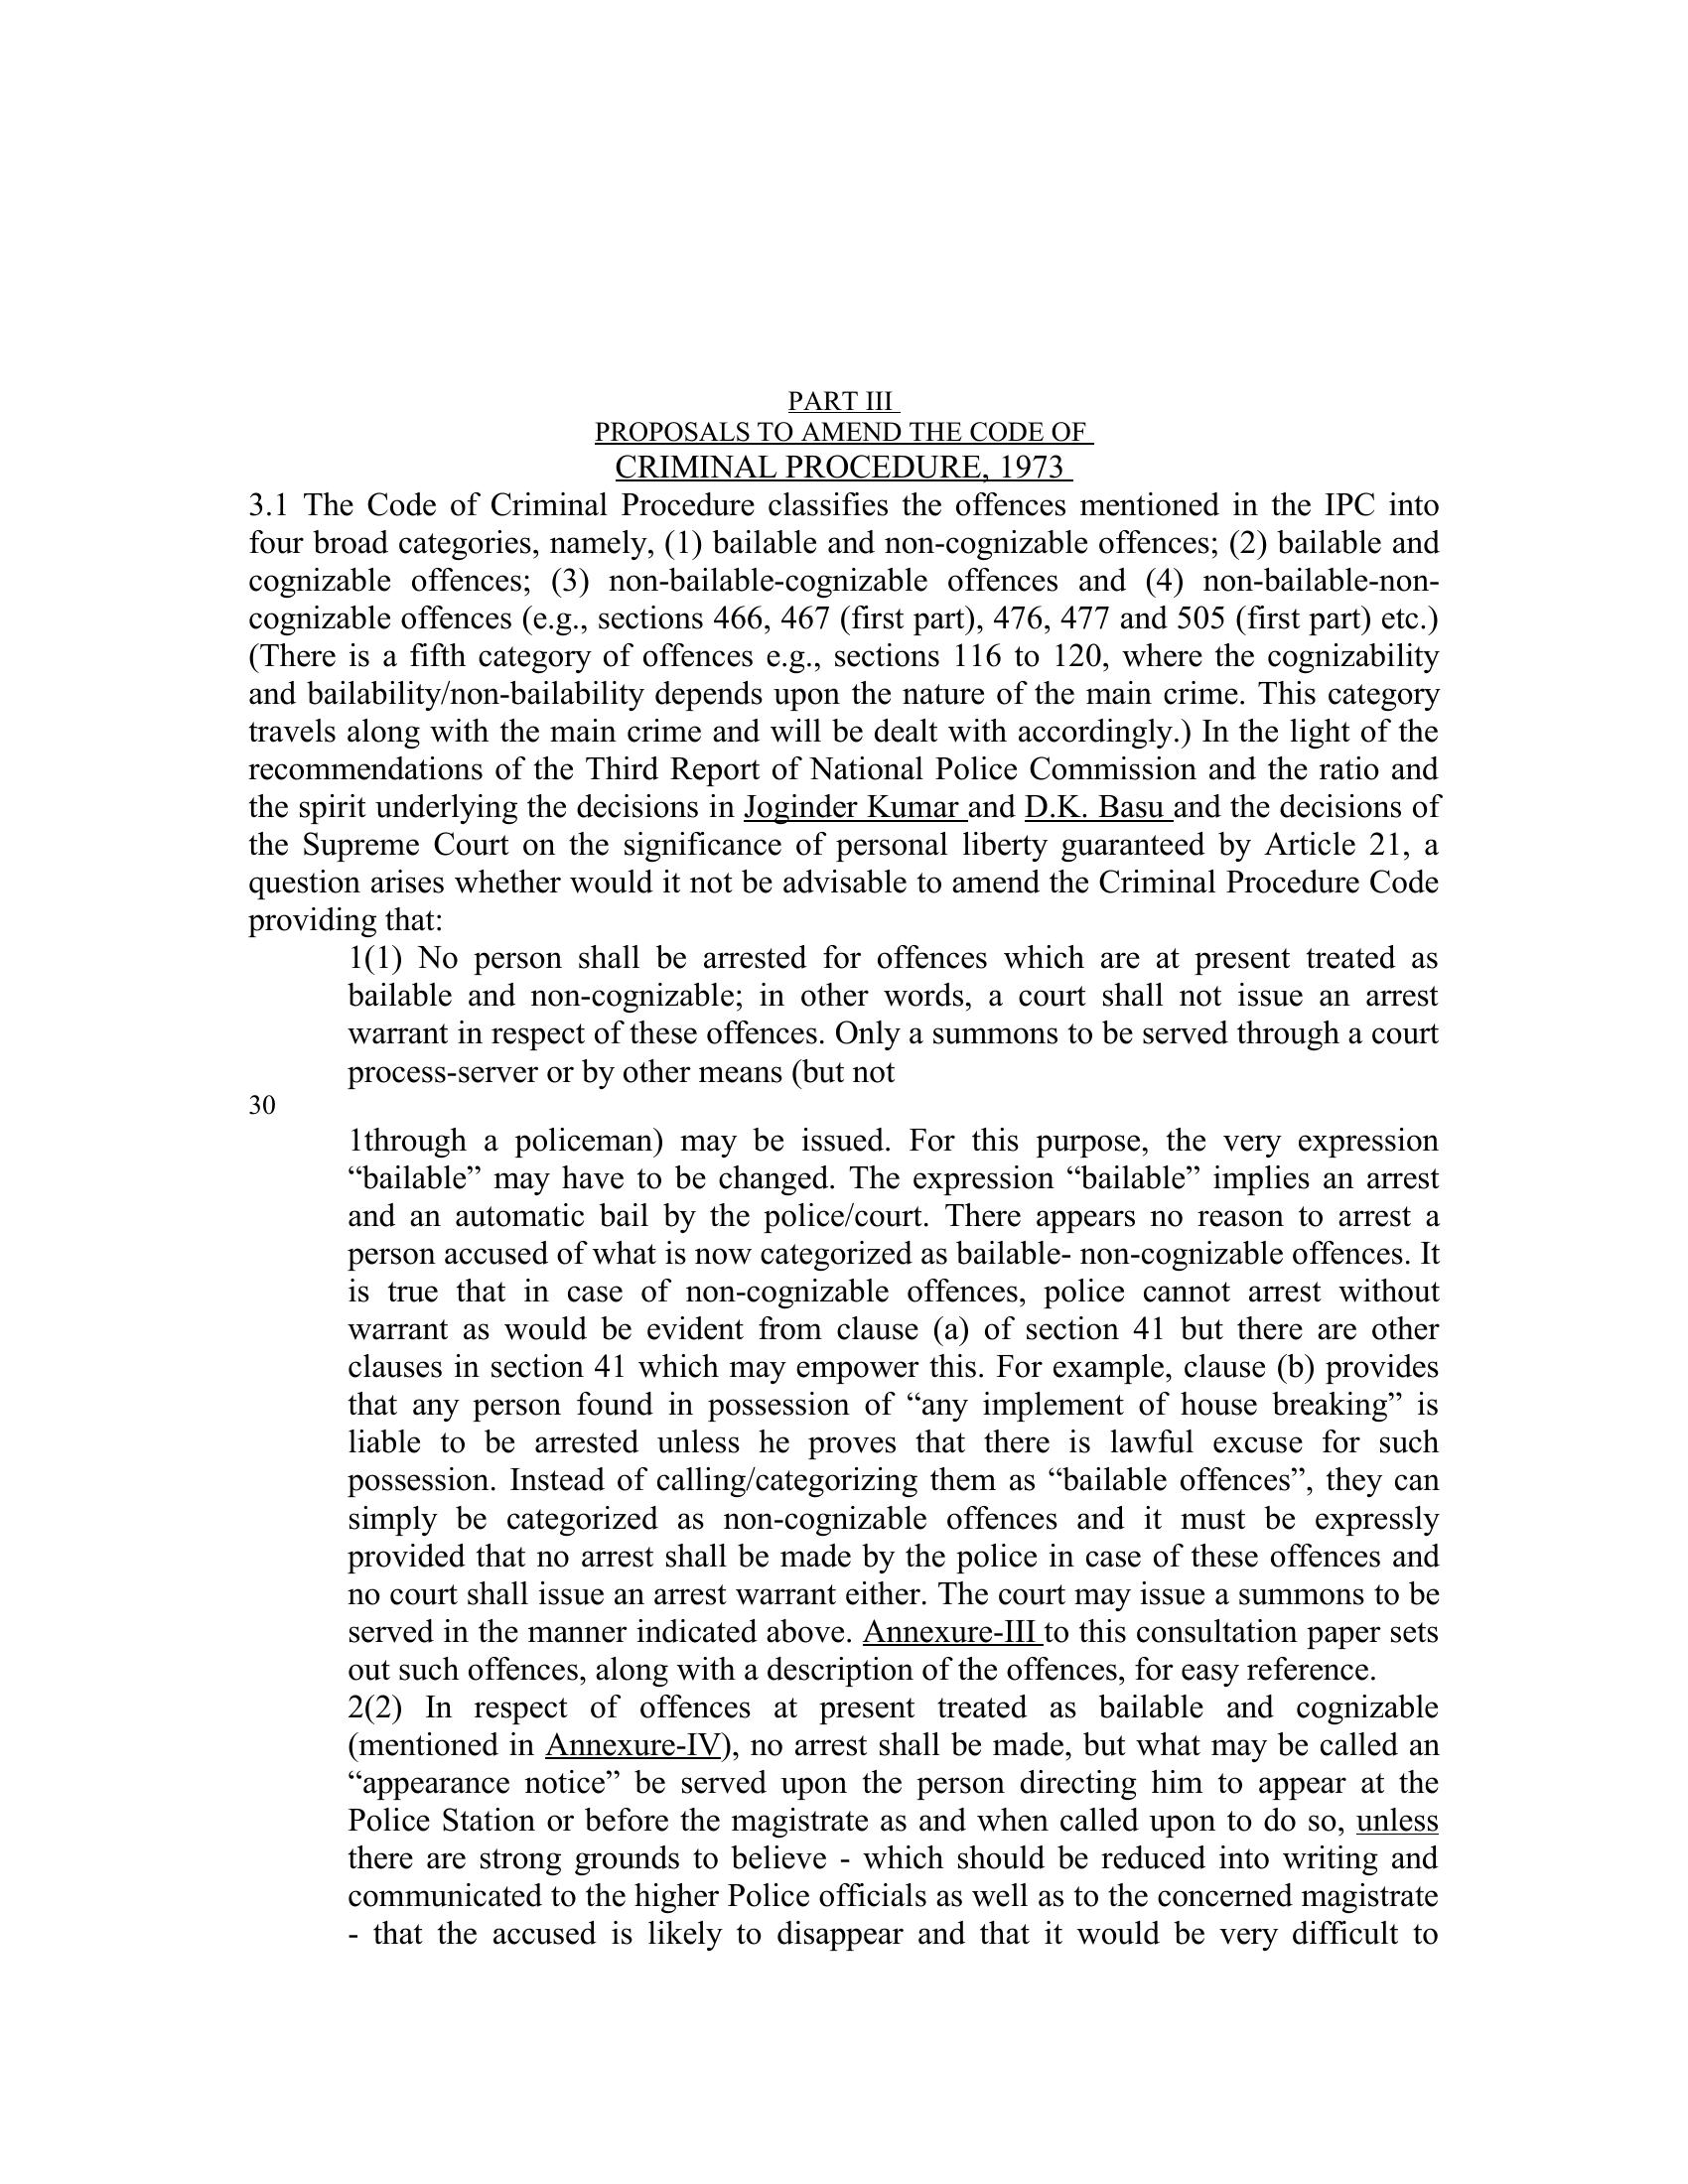 PART III
PROPOSALS TO AMEND THE CODE OF
CRIMINAL PROCEDURE, 1973
3.1 The Code of Criminal Procedure classifies the offences mentioned in the IPC into
four broad categories, namely, (1) bailable and non-cognizable offences; (2) bailable and
cognizable offences; (3) non-bailable-cognizable offences and (4) non-bailable-non-
cognizable offences (e.g., sections 466, 467 (first part), 476, 477 and 505 (first part) etc.)
(There is a fifth category of offences e.g., sections 116 to 120, where the cognizability
and bailability/non-bailability depends upon the nature of the main crime. This category
travels along with the main crime and will be dealt with accordingly.) In the light of the
recommendations of the Third Report of National Police Commission and the ratio and
the spirit underlying the decisions in Joginder Kumar and D.K. Basu and the decisions of
the Supreme Court on the significance of personal liberty guaranteed by Article 21, a
question arises whether would it not be advisable to amend the Criminal Procedure Code
providing that:
1(1) No person shall be arrested for offences which are at present treated as
bailable and non-cognizable; in other words, a court shall not issue an arrest
warrant in respect of these offences. Only a summons to be served through a court
process-server or by other means (but not
30
1through a policeman) may be issued. For this purpose, the very expression
“bailable” may have to be changed. The expression “bailable” implies an arrest
and an automatic bail by the police/court. There appears no reason to arrest a
person accused of what is now categorized as bailable- non-cognizable offences. It
is true that in case of non-cognizable offences, police cannot arrest without
warrant as would be evident from clause (a) of section 41 but there are other
clauses in section 41 which may empower this. For example, clause (b) provides
that any person found in possession of “any implement of house breaking” is
liable to be arrested unless he proves that there is lawful excuse for such
possession. Instead of calling/categorizing them as “bailable offences”, they can
simply be categorized as non-cognizable offences and it must be expressly
provided that no arrest shall be made by the police in case of these offences and
no court shall issue an arrest warrant either. The court may issue a summons to be
served in the manner indicated above. Annexure-III to this consultation paper sets
out such offences, along with a description of the offences, for easy reference.
2(2) In respect of offences at present treated as bailable and cognizable
(mentioned in Annexure-IV), no arrest shall be made, but what may be called an
“appearance notice” be served upon the person directing him to appear at the
Police Station or before the magistrate as and when called upon to do so, unless
there are strong grounds to believe - which should be reduced into writing and
communicated to the higher Police officials as well as to the concerned magistrate
- that the accused is likely to disappear and that it would be very difficult to